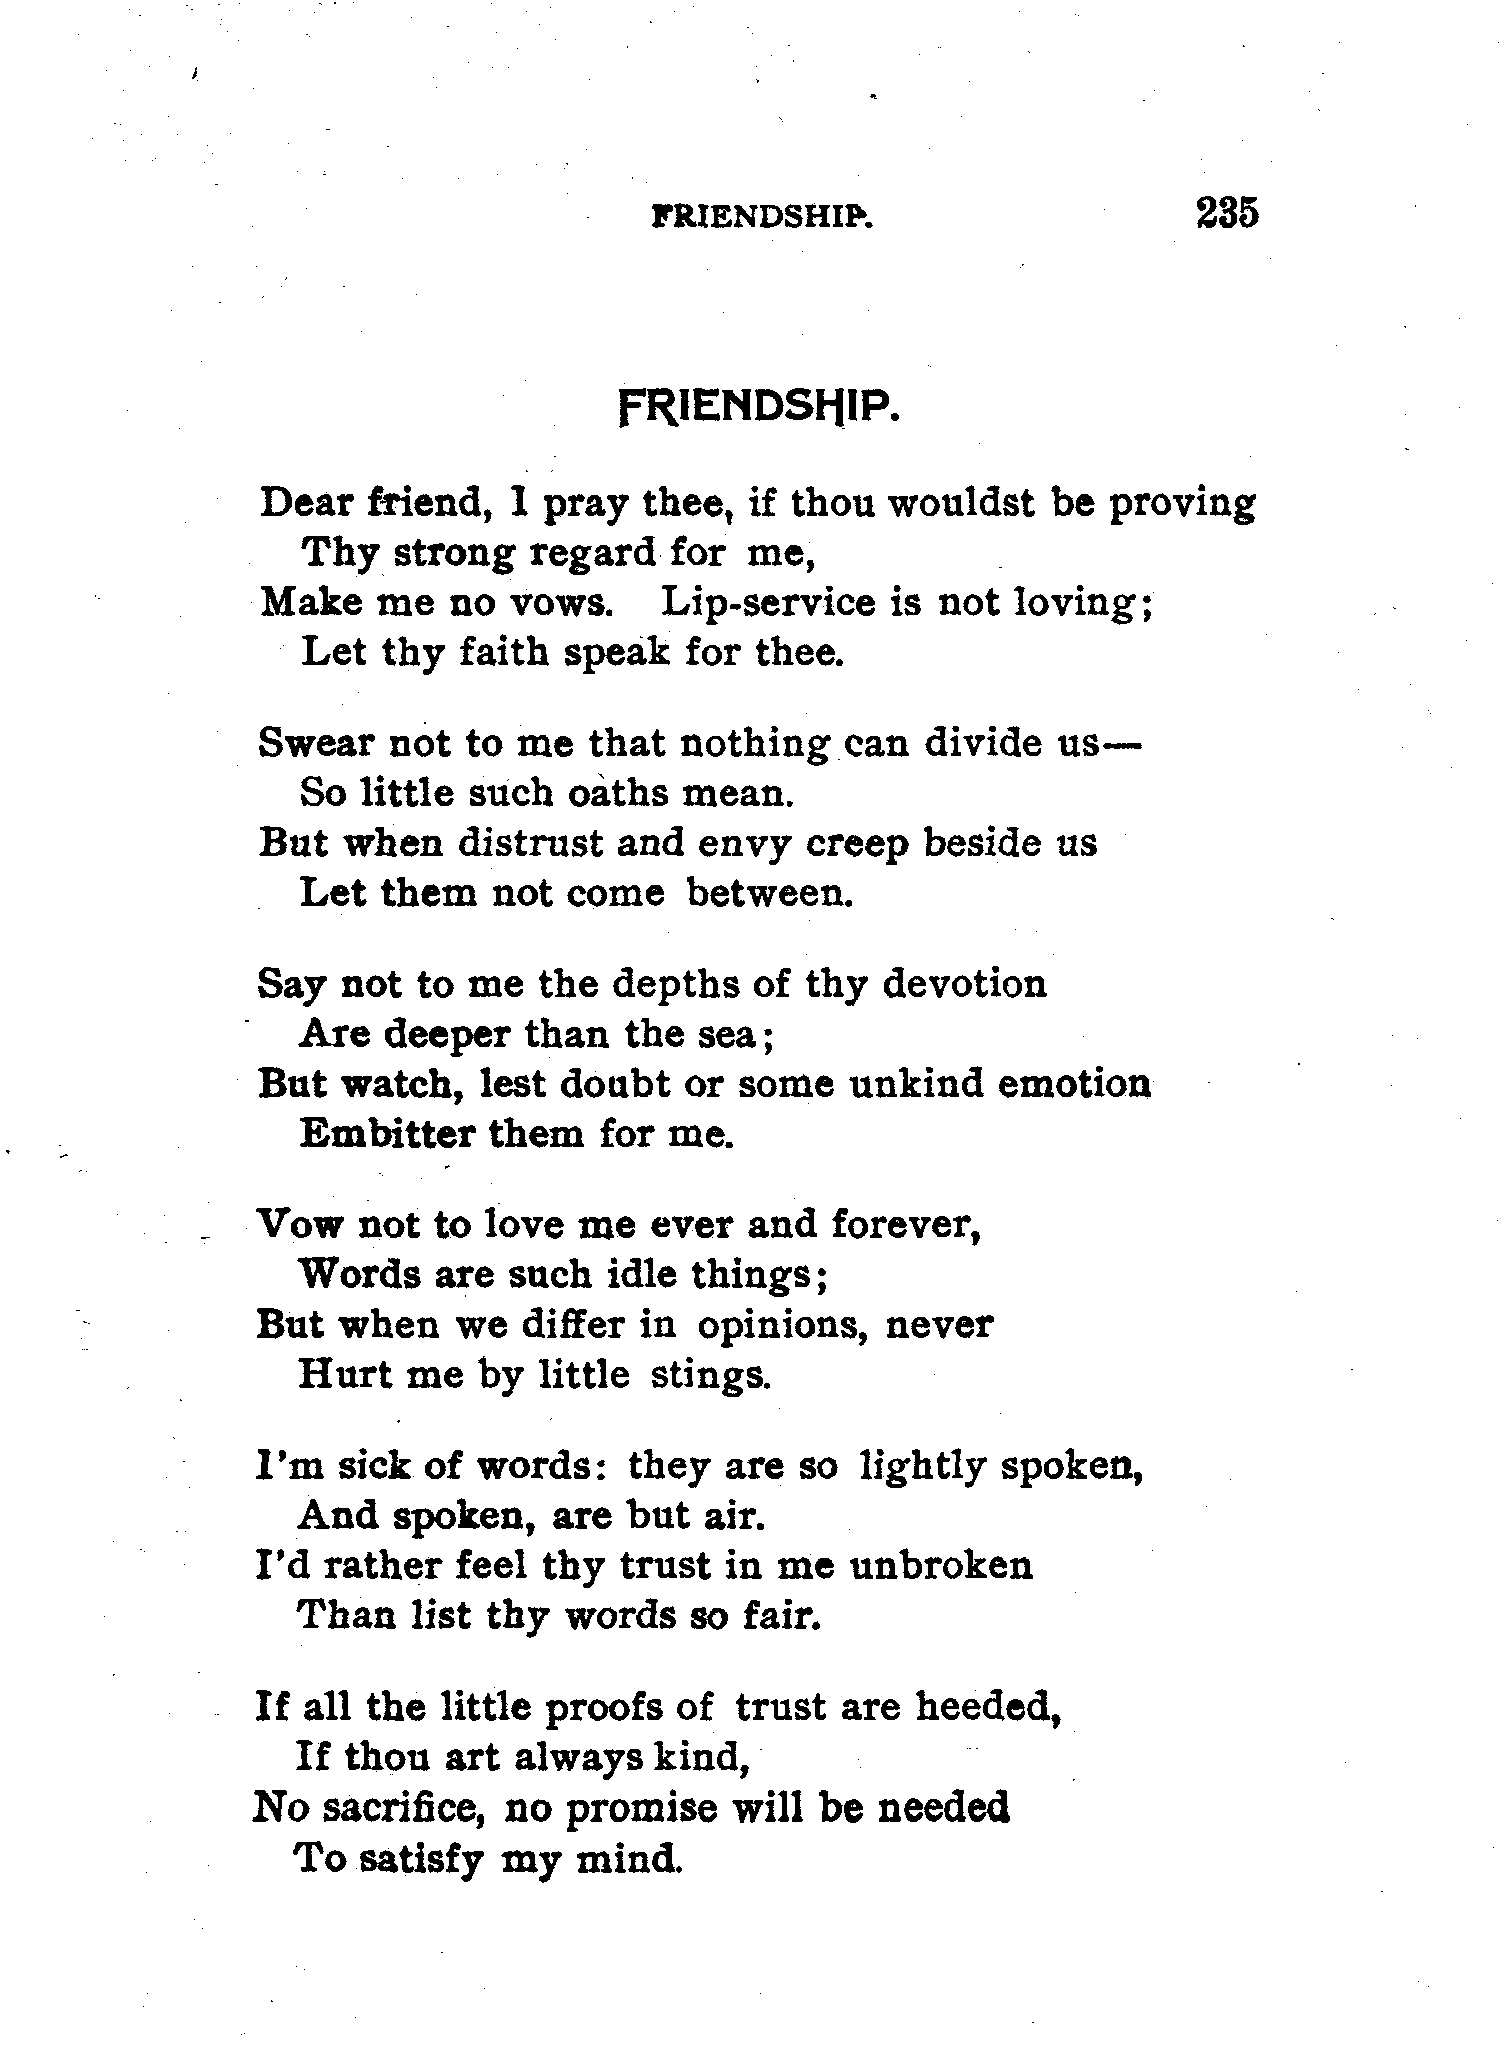 FRIENDSHIP. 235
FRIENDSHIP.
Dear friend, I pray thee, if thou wouldst be proving
Thy strong regard for me,
Make me no vows. Lip-service is not loving;
Let thy faith speak for thee.
Swear not to me that nothing can divide us—
So little such oaths mean.
But when distrust and envy creep beside us
Let them not come between.
Say not to me the depths of thy devotion
Are deeper than the sea;
But watch, lest doubt or some unkind emotion
Embitter them for me.
Vow not to love me ever and forever,
Words are such idle things;
But when we differ in opinions, never
Hurt me by little stings.
I'm sick of words: they are so lightly spoken,
And spoken, are but air.
I'd rather feel thy trust in me unbroken
Than list thy words so fair.
If all the little proofs of trust are heeded,
If thou art always kind,
No sacrifice, no promise will be needed
To satisfy my mind.